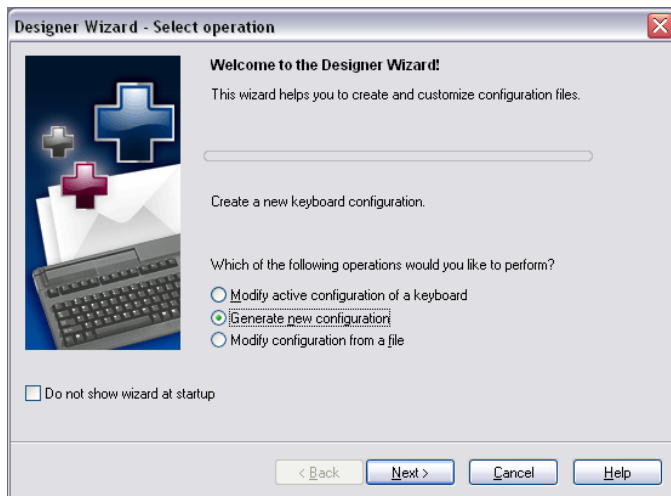 Designer Wizard - Select operation
Welcome to the Designer Wizard!
This wizard helps you to create and customize configuration files.
Create a new keyboard configuration.
Which of the following operations would you like to perform?
Modify active configuration of a keyboard
Generate new configuration
Modify configuration from a file
Do not show wizard at startup
< Back Next > Cancel Help